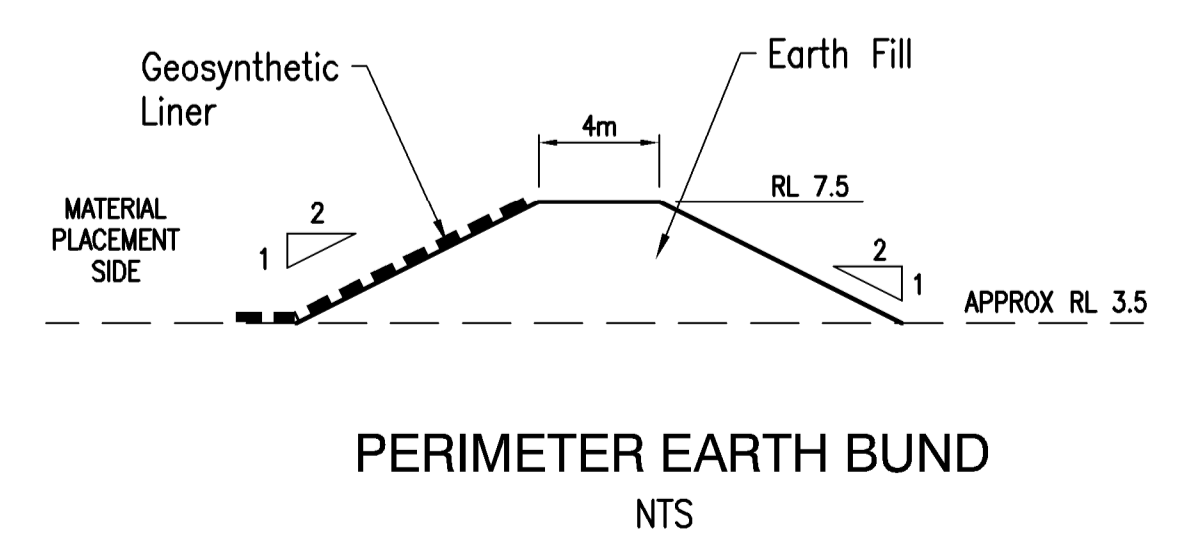 Geosynthetic
Liner
Earth Fill
4m
RL 7.5
MATERIAL
PLACEMENT
SIDE
2
1
2
1
APPROX RL 3.5
PERIMETER EARTH BUND
NTS